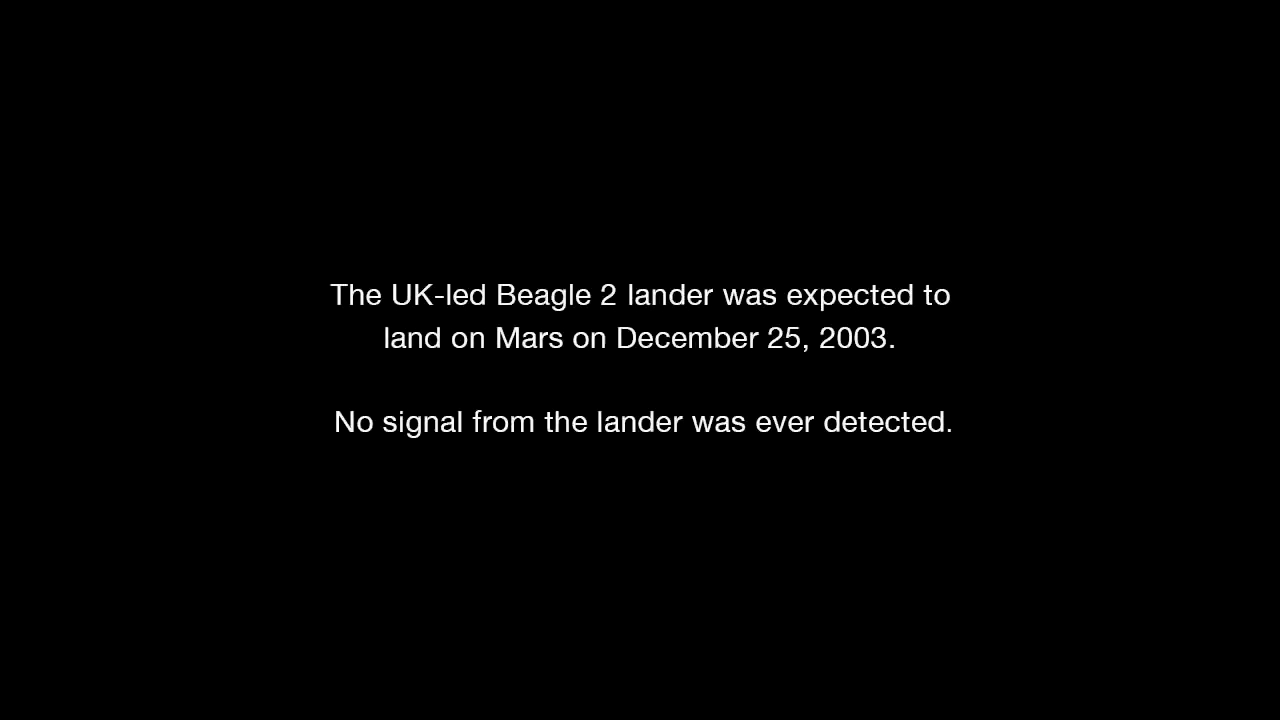 The UK-led Beagle 2 lander was expected to
land on Mars on December 25, 2003.
No signal from the lander was ever detected.